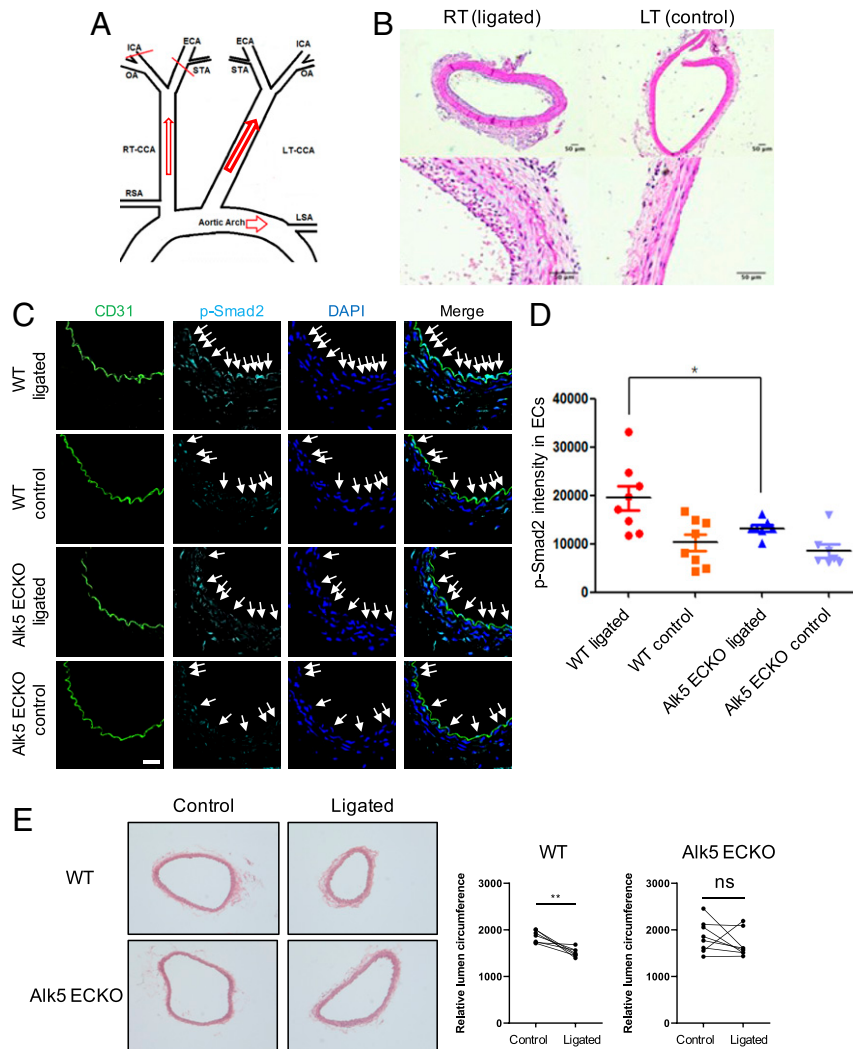 A
ICA
ECA
ECA
ICA
OA
STA
STA
OA
RT-CCA
LT-CCA
RSA
LSA
Aortic Arch
B
RT (ligated)
LT (control)
50 µm
50 µm
50 µm
50 µm
C
CD31
p-Smad2
DAPI
Merge
WT
ligated
WT
control
Alk5 ECKO
ligated
Alk5 ECKO
control
D
*
p-Smad2 intensity in ECs
40000
30000
20000
10000
0
WT ligated
WT control
Alk5 ECKO ligated
Alk5 ECKO control
E
Control
Ligated
WT
Alk5 ECKO
WT
Relative lumen circumference
3000
2000
1000
0
**
Control
Ligated
Alk5 ECKO
Relative lumen circumference
3000
2000
1000
0
ns
Control
Ligated